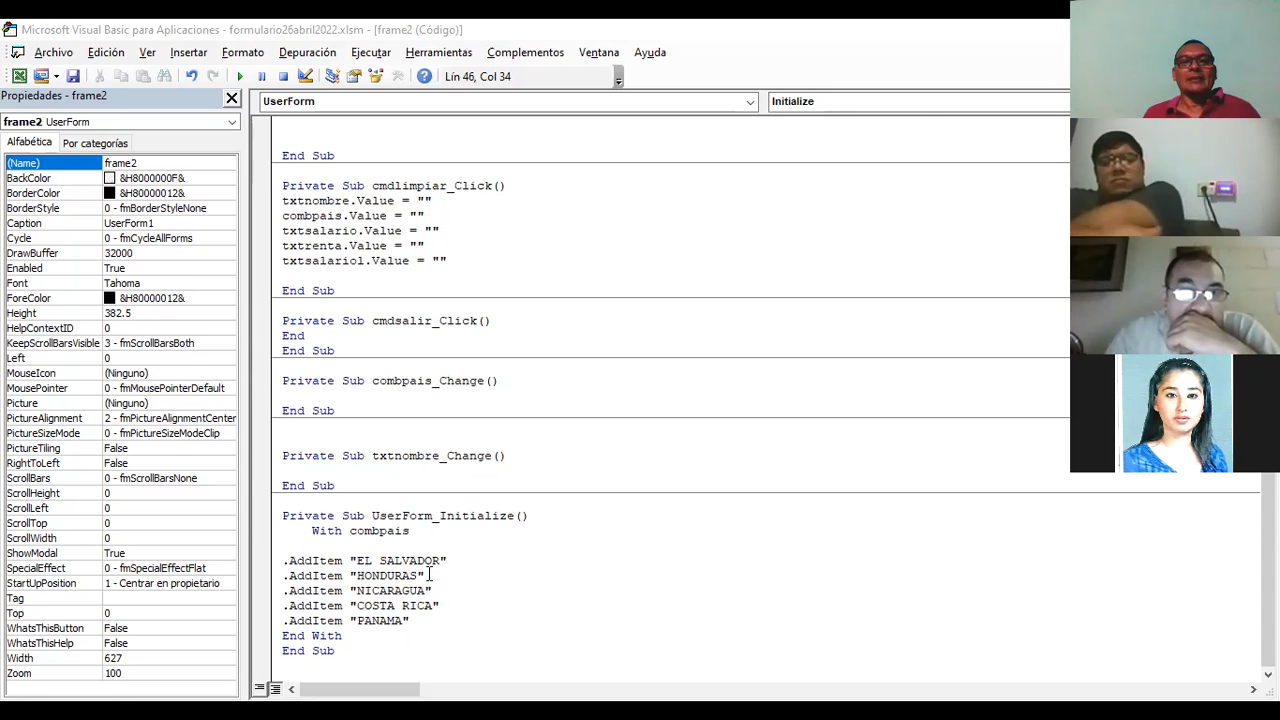 Microsoft Visual Basic para Aplicaciones - formulario26abril2022.xlsm - [frame2 (Código)]
Archivo Edición Ver Insertar Formato Depuración Ejecutar Herramientas Complementos Ventana Ayuda
Lín 46, Col 34
Propiedades - frame2
frame2 UserForm
Alfabética Por categorías
(Name) frame2
BackColor &H8000000F&
BorderColor &H80000012&
BorderStyle 0 - fmBorderStyleNone
Caption UserForm1
Cycle 0 - fmCycleAllForms
DrawBuffer 32000
Enabled True
Font Tahoma
ForeColor &H80000012&
Height 382.5
HelpContextID 0
KeepScrollBarsVisible 3 - fmScrollBarsBoth
Left 0
MouseIcon (Ninguno)
MousePointer 0 - fmMousePointerDefault
Picture (Ninguno)
PictureAlignment 2 - fmPictureAlignmentCenter
PictureSizeMode 0 - fmPictureSizeModeClip
PictureTiling False
RightToLeft False
ScrollBars 0 - fmScrollBarsNone
ScrollHeight 0
ScrollLeft 0
ScrollTop 0
ScrollWidth 0
ShowModal True
SpecialEffect 0 - fmSpecialEffectFlat
StartUpPosition 1 - Centrar en propietario
Tag
Top 0
WhatsThisButton False
WhatsThisHelp False
Width 627
Zoom 100
UserForm Initialize
End Sub
Private Sub cmdlimpiar_Click()
txtnombre.Value = ""
combpais.Value = ""
txtsalario.Value = ""
txtrenta.Value = ""
txtsalariol.Value = ""
End Sub
Private Sub cmdsalir_Click()
End
End Sub
Private Sub combpais_Change()
End Sub
Private Sub txtnombre_Change()
End Sub
Private Sub UserForm_Initialize()
With combpais
.AddItem "EL SALVADOR"
.AddItem "HONDURAS"
.AddItem "NICARAGUA"
.AddItem "COSTA RICA"
.AddItem "PANAMA"
End With
End Sub